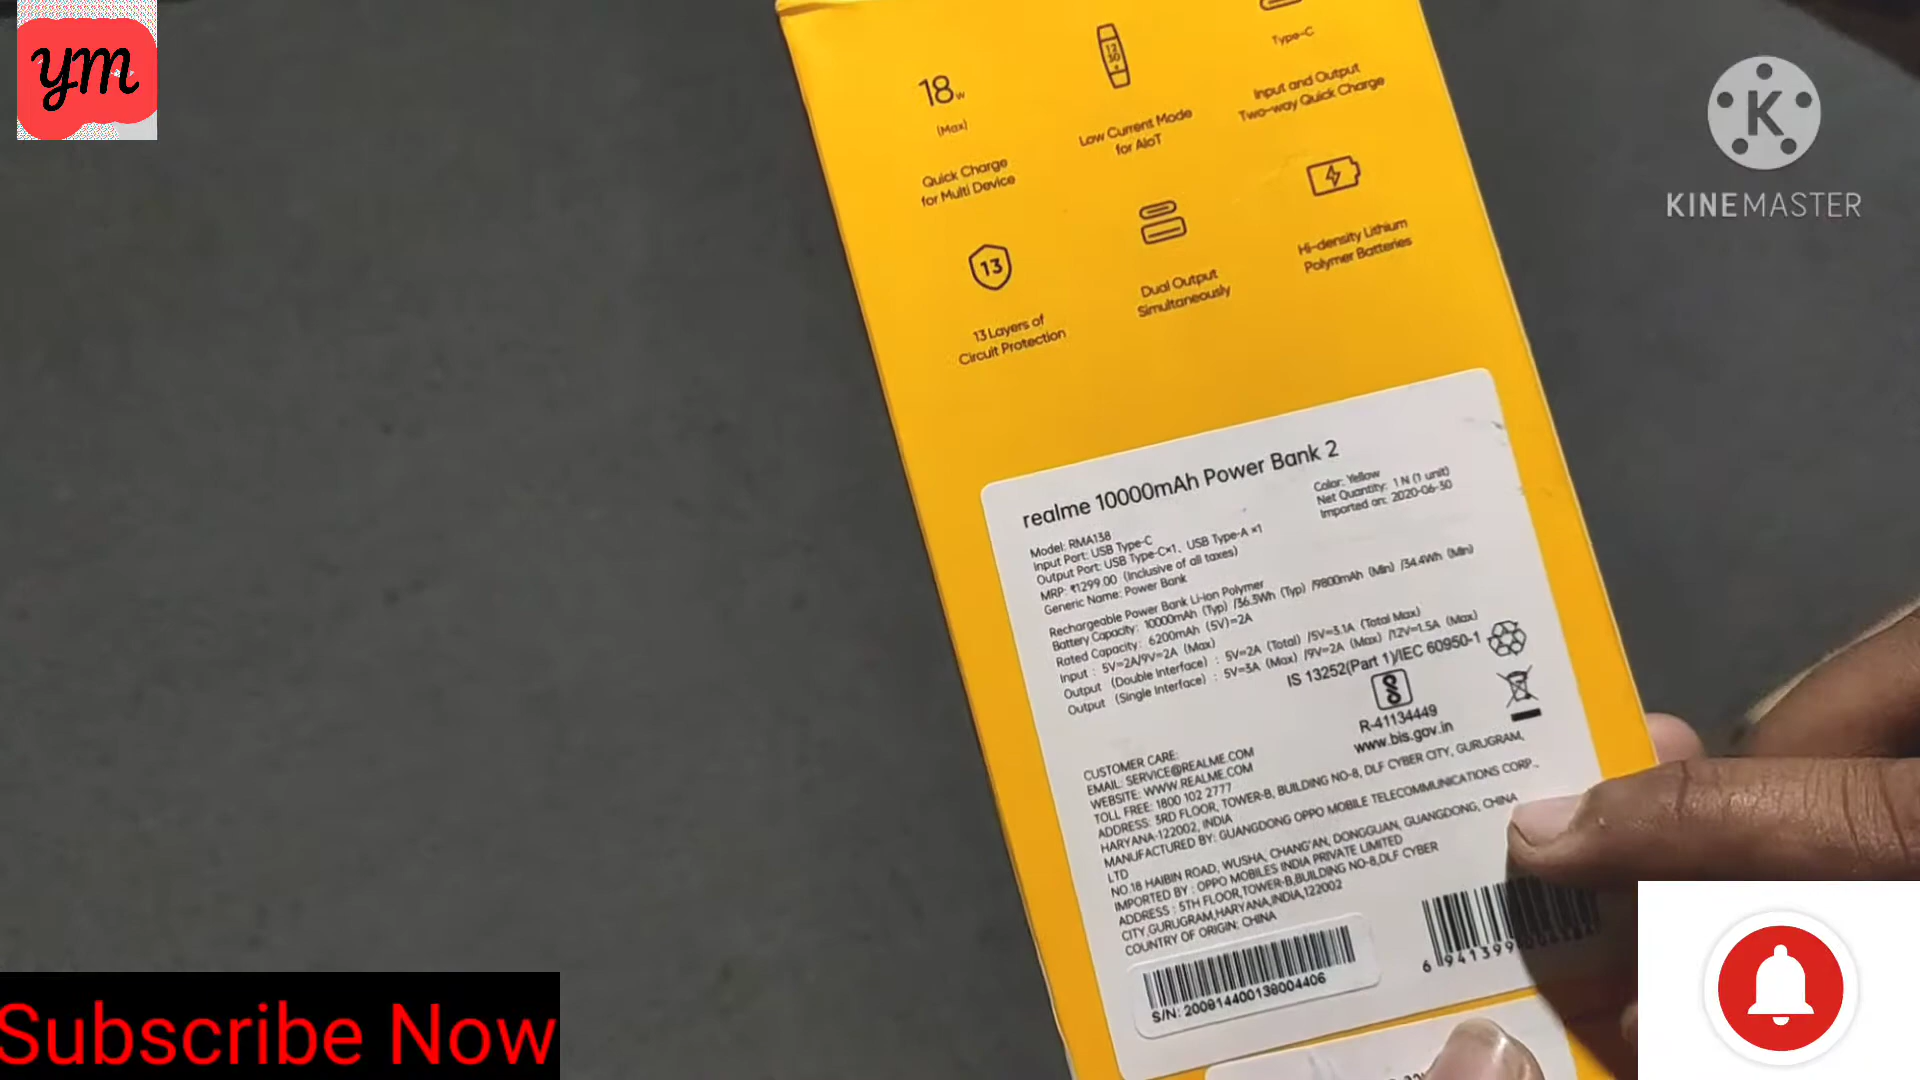 ym
K
KINEMASTER
18w
(Max)
Quick Charge
for Multi Device
12
30
Low Current Mode
for AIoT
Type-C
Input and Output
Two-way Quick Charge
13
13 Layers of
Circuit Protection
Dual Output
Simultaneously
Hi-density Lithium
Polymer Batteries
realme 10000mAh Power Bank 2
Color: Yellow
Net Quantity: 1 N (1 unit)
Imported on: 2020-06-30
Model: RMA138
Input Port: USB Type-C
Output Port: USB Type-C×1、USB Type-A ×1
MRP: ₹1299.00 (Inclusive of all taxes)
Generic Name: Power Bank
Rechargeable Power Bank Li-ion Polymer
Battery Capacity: 10000mAh (Typ) /36.3Wh (Typ) /9800mAh (Min) /34.4Wh (Min)
Rated Capacity: 6200mAh (5V=2A
Input : 5V=2A/9V=2A (Max)
Output (Double Interface) : 5V=2A (Total) /5V=3.1A (Total Max)
Output (Single Interface) : 5V=3A (Max) /9V=2A (Max) /12V=1.5A (Max)
IS 13252(Part 1)/IEC 60950-1
R-41134449
www.bis.gov.in
CUSTOMER CARE:
EMAIL: SERVICE@REALME.COM
WEBSITE: WWW.REALME.COM
TOLL FREE: 1800 102 2777
ADDRESS: 3RD FLOOR, TOWER-B, BUILDING NO-8, DLF CYBER CITY, GURUGRAM,
HARYANA-122002, INDIA
MANUFACTURED BY: GUANGDONG OPPO MOBILE TELECOMMUNICATIONS CORP.,
LTD
NO.18 HAIBIN ROAD, WUSHA, CHANG'AN, DONGGUAN, GUANGDONG, CHINA
IMPORTED BY : OPPO MOBILES INDIA PRIVATE LIMITED
ADDRESS : 5TH FLOOR,TOWER-B,BUILDING NO-8,DLF CYBER
CITY,GURUGRAM,HARYANA,INDIA,122002
COUNTRY OF ORIGIN: CHINA
S/N: 200814400138004406
6 941399
Subscribe Now